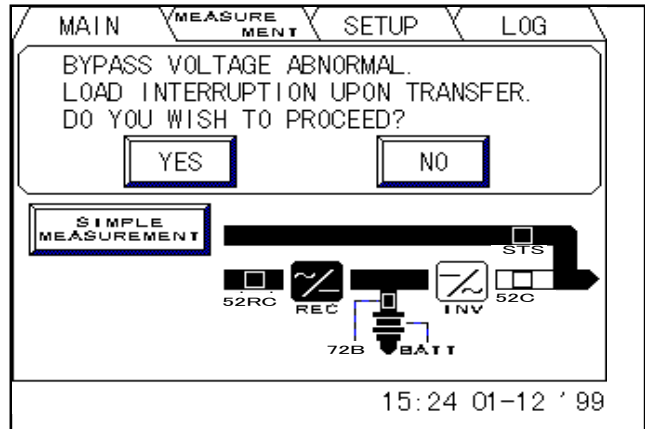 MAIN
MEASURE
MENT
SETUP
LOG
BYPASS VOLTAGE ABNORMAL.
LOAD INTERRUPTION UPON TRANSFER.
DO YOU WISH TO PROCEED?
YES
NO
SIMPLE
MEASUREMENT
STS
52RC
REC
INV
52C
72B
BATT
15:24 01-12 '99